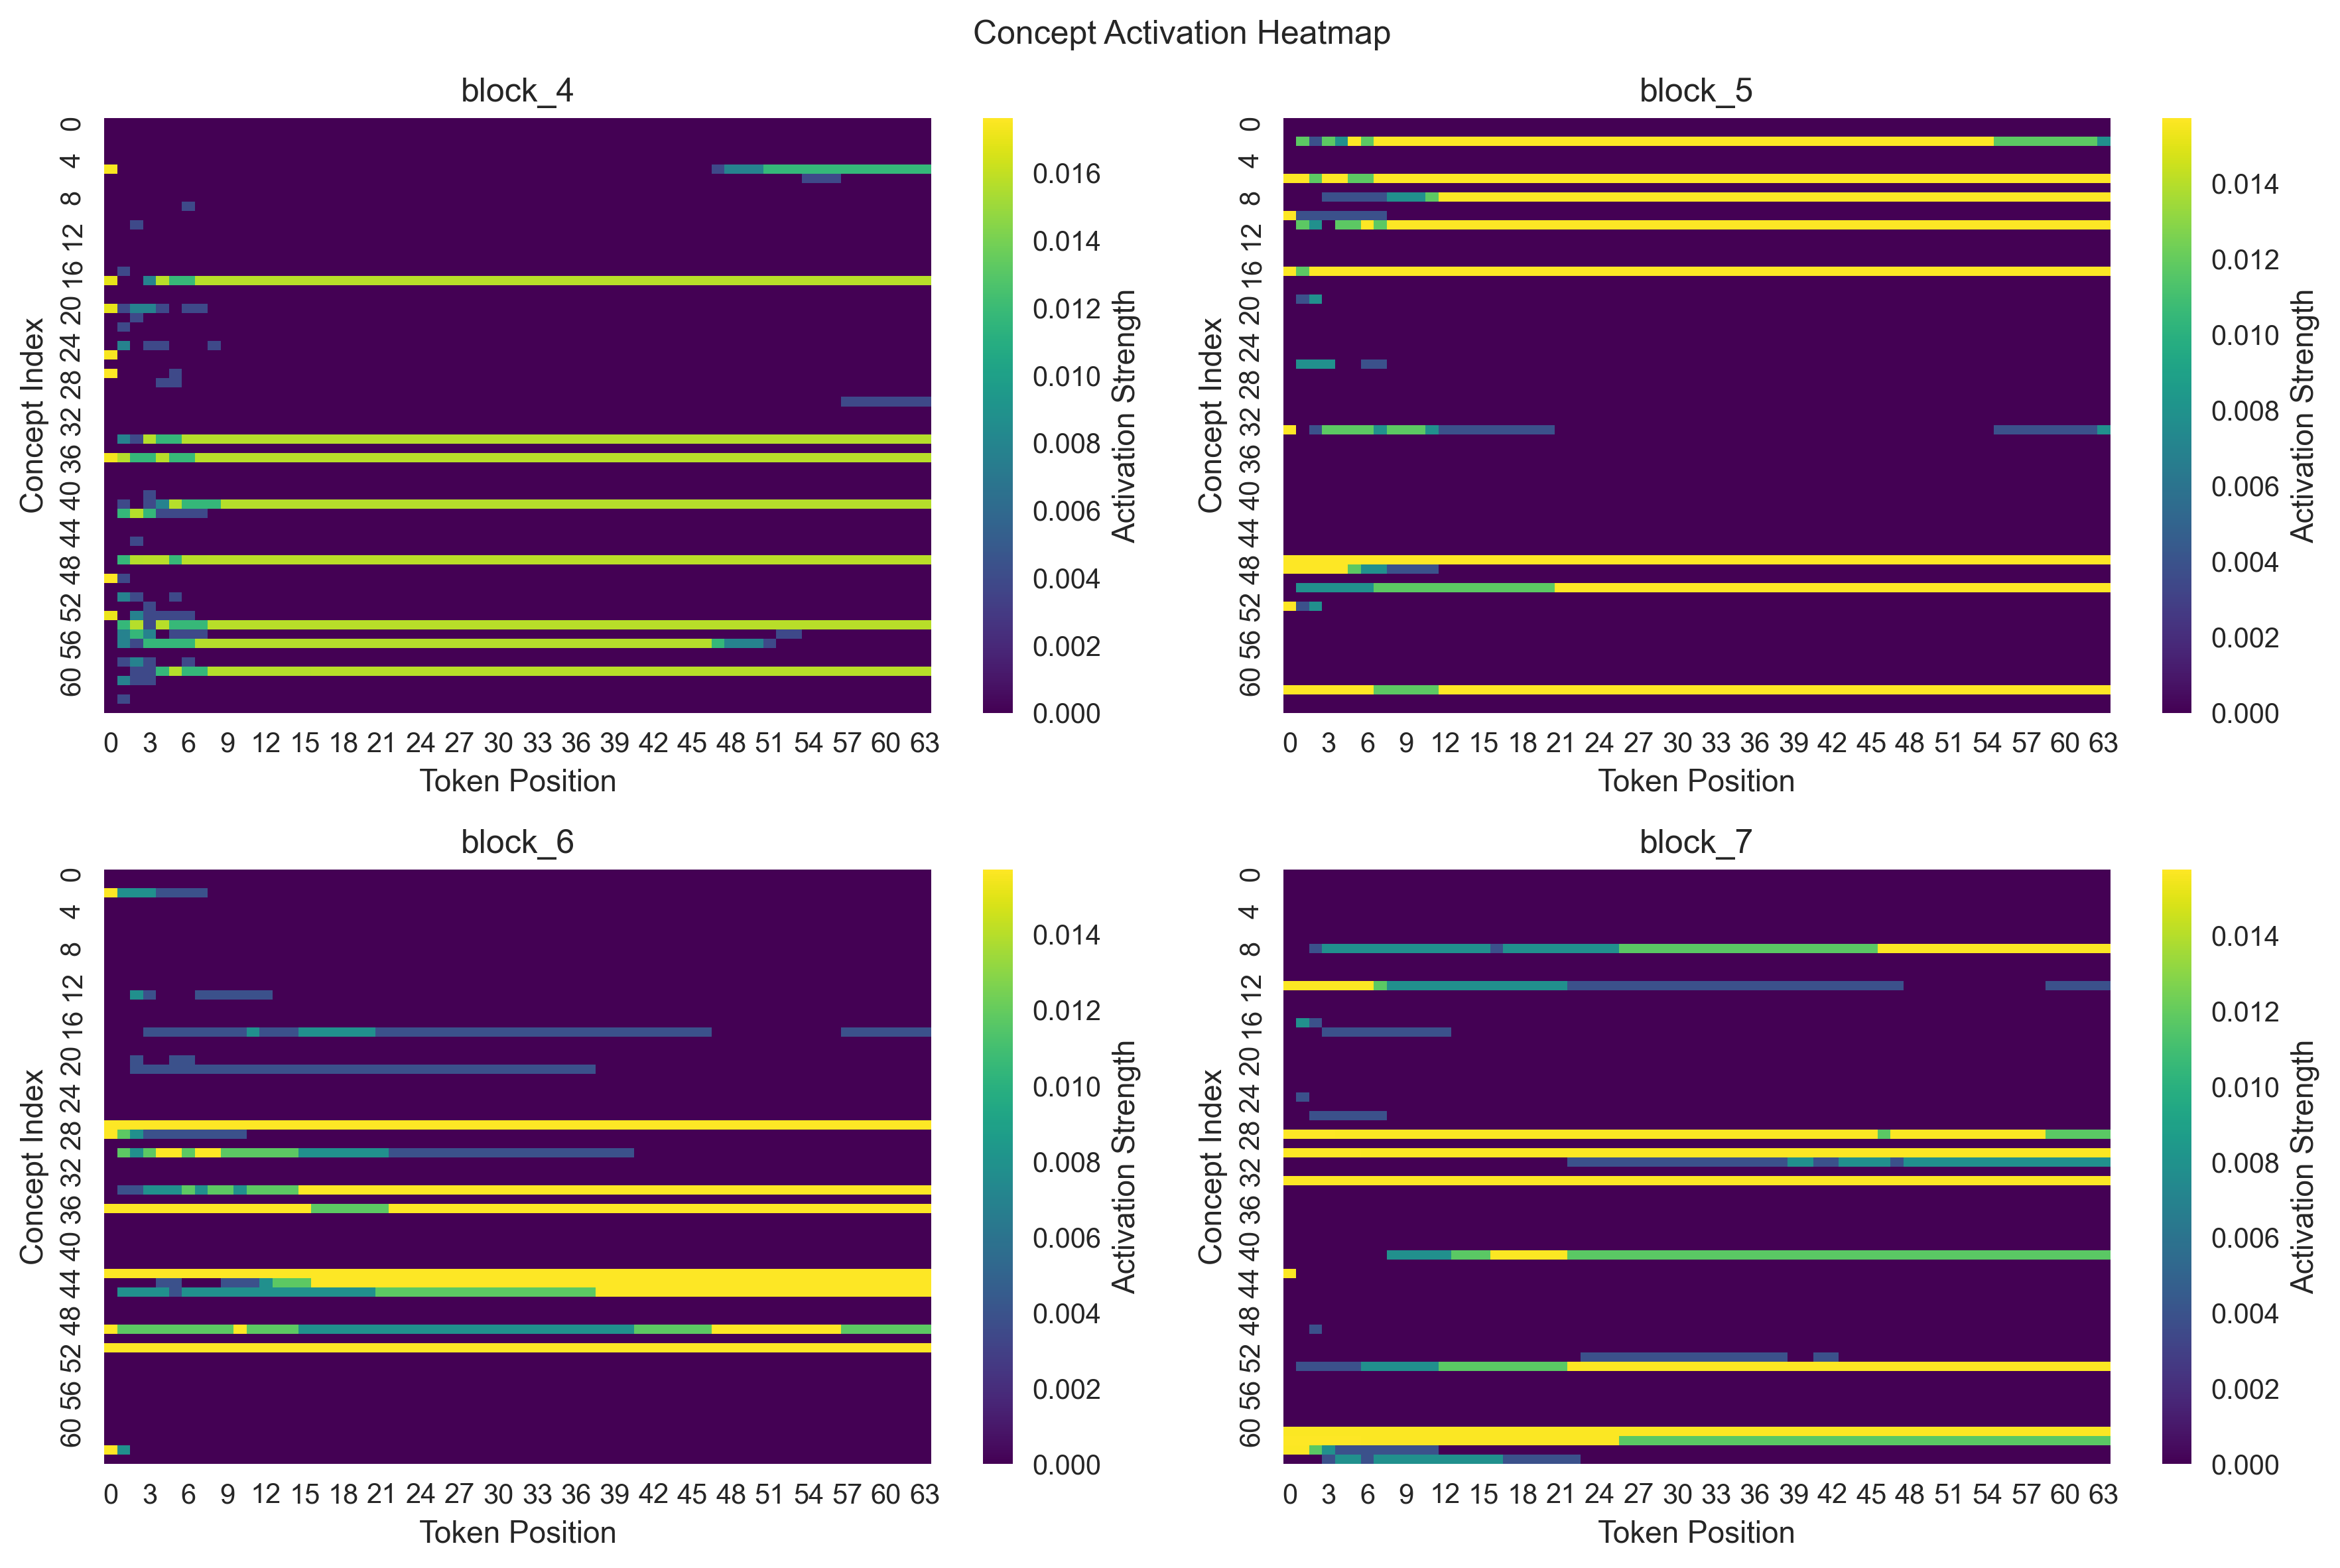 Concept Activation Heatmap
block_4
Concept Index
0 4 8 12 16 20 24 28 32 36 40 44 48 52 56 60
0 3 6 9 12 15 18 21 24 27 30 33 36 39 42 45 48 51 54 57 60 63
Token Position
0.016
0.014
0.012
0.010
0.008
0.006
0.004
0.002
0.000
Activation Strength
block_5
Concept Index
0 4 8 12 16 20 24 28 32 36 40 44 48 52 56 60
0 3 6 9 12 15 18 21 24 27 30 33 36 39 42 45 48 51 54 57 60 63
Token Position
0.014
0.012
0.010
0.008
0.006
0.004
0.002
0.000
Activation Strength
block_6
Concept Index
0 4 8 12 16 20 24 28 32 36 40 44 48 52 56 60
0 3 6 9 12 15 18 21 24 27 30 33 36 39 42 45 48 51 54 57 60 63
Token Position
0.014
0.012
0.010
0.008
0.006
0.004
0.002
0.000
Activation Strength
block_7
Concept Index
0 4 8 12 16 20 24 28 32 36 40 44 48 52 56 60
0 3 6 9 12 15 18 21 24 27 30 33 36 39 42 45 48 51 54 57 60 63
Token Position
0.014
0.012
0.010
0.008
0.006
0.004
0.002
0.000
Activation Strength